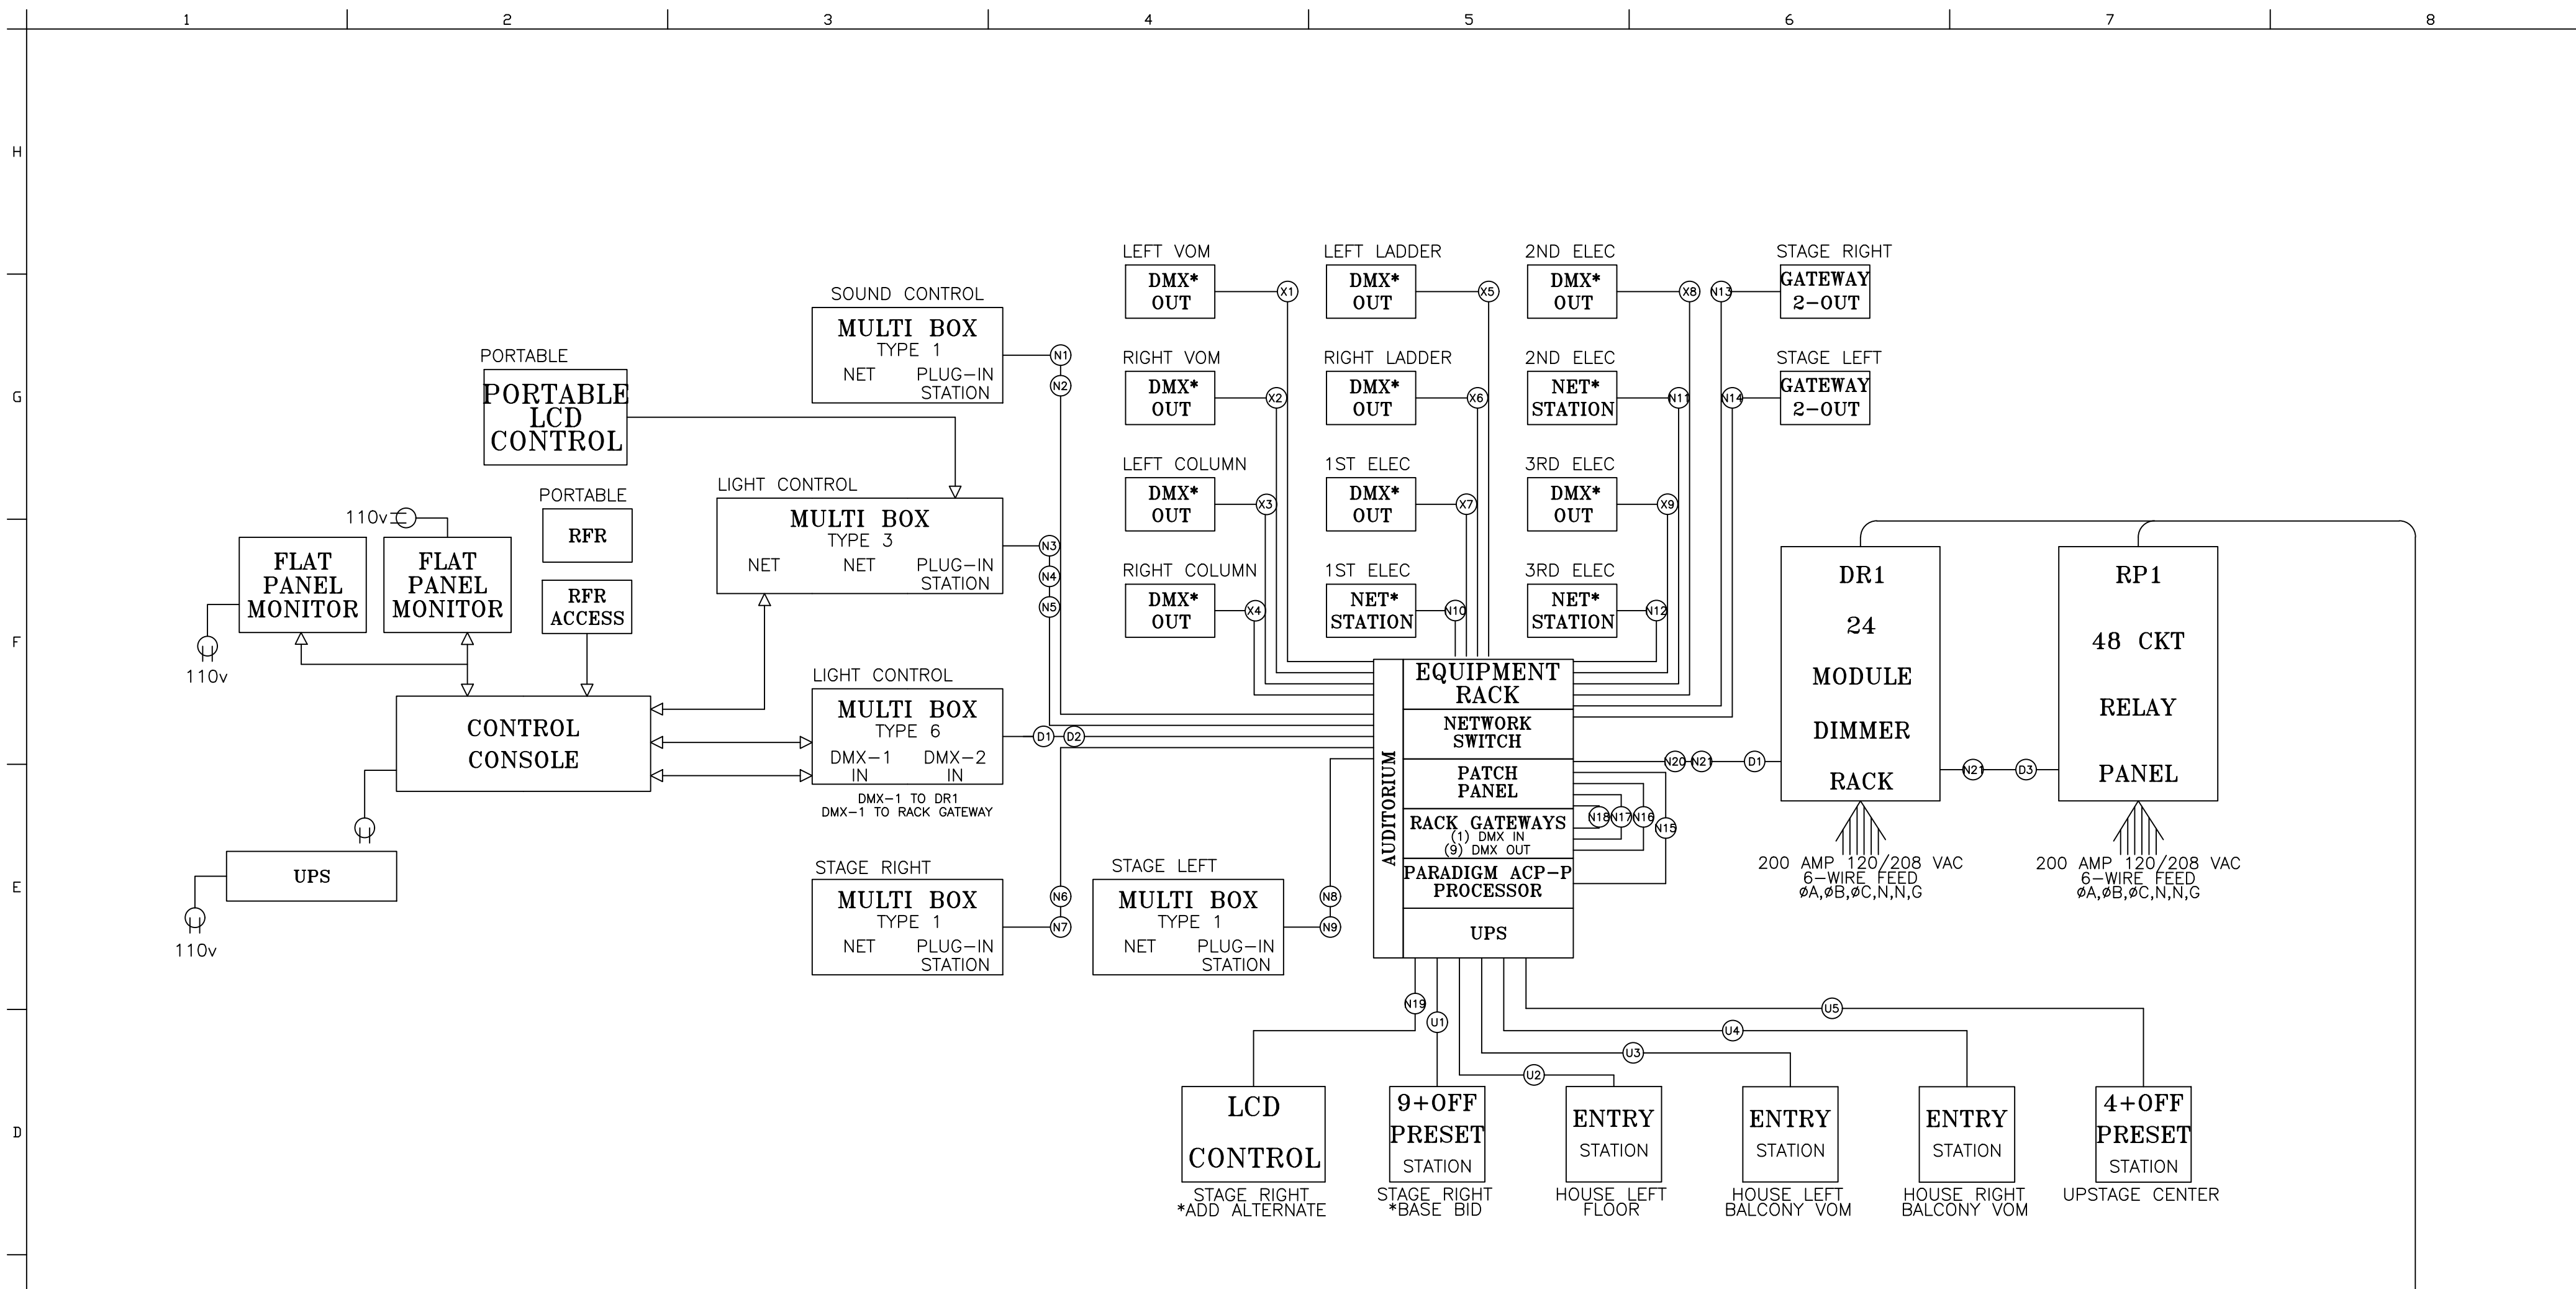 1 2 3 4 5 6 7 8
H
G
F
E
D
PORTABLE
PORTABLE
LCD
CONTROL
PORTABLE
RFR
RFR
ACCESS
110v
FLAT
PANEL
MONITOR
FLAT
PANEL
MONITOR
110v
CONTROL
CONSOLE
UPS
110v
SOUND CONTROL
MULTI BOX
TYPE 1
NET PLUG-IN
STATION
N1
N2
LIGHT CONTROL
MULTI BOX
TYPE 3
NET NET PLUG-IN
STATION
N3
N4
N5
LIGHT CONTROL
MULTI BOX
TYPE 6
DMX-1 DMX-2
IN IN
DMX-1 TO DR1
DMX-1 TO RACK GATEWAY
D1 D2
STAGE RIGHT
MULTI BOX
TYPE 1
NET PLUG-IN
STATION
N6
N7
STAGE LEFT
MULTI BOX
TYPE 1
NET PLUG-IN
STATION
N8
N9
LEFT VOM
DMX*
OUT
X1
RIGHT VOM
DMX*
OUT
X2
LEFT COLUMN
DMX*
OUT
X3
RIGHT COLUMN
DMX*
OUT
X4
LEFT LADDER
DMX*
OUT
X5
RIGHT LADDER
DMX*
OUT
X6
1ST ELEC
DMX*
OUT
X7
1ST ELEC
NET*
STATION
N10
2ND ELEC
DMX*
OUT
X8
2ND ELEC
NET*
STATION
N11
3RD ELEC
DMX*
OUT
X9
3RD ELEC
NET*
STATION
N12
STAGE RIGHT
GATEWAY
2-OUT
N13
STAGE LEFT
GATEWAY
2-OUT
N14
AUDITORIUM
EQUIPMENT
RACK
NETWORK
SWITCH
PATCH
PANEL
RACK GATEWAYS
(1) DMX IN
(9) DMX OUT
PARADIGM ACP-P
PROCESSOR
UPS
N18 N17 N16
N15
N20 N21 D1
DR1
24
MODULE
DIMMER
RACK
200 AMP 120/208 VAC
6-WIRE FEED
ØA,ØB,ØC,N,N,G
N21 D3
RP1
48 CKT
RELAY
PANEL
200 AMP 120/208 VAC
6-WIRE FEED
ØA,ØB,ØC,N,N,G
N19
U1
U2
U3
U4
U5
LCD
CONTROL
STAGE RIGHT
*ADD ALTERNATE
9+OFF
PRESET
STATION
STAGE RIGHT
*BASE BID
ENTRY
STATION
HOUSE LEFT
FLOOR
ENTRY
STATION
HOUSE LEFT
BALCONY VOM
ENTRY
STATION
HOUSE RIGHT
BALCONY VOM
4+OFF
PRESET
STATION
UPSTAGE CENTER